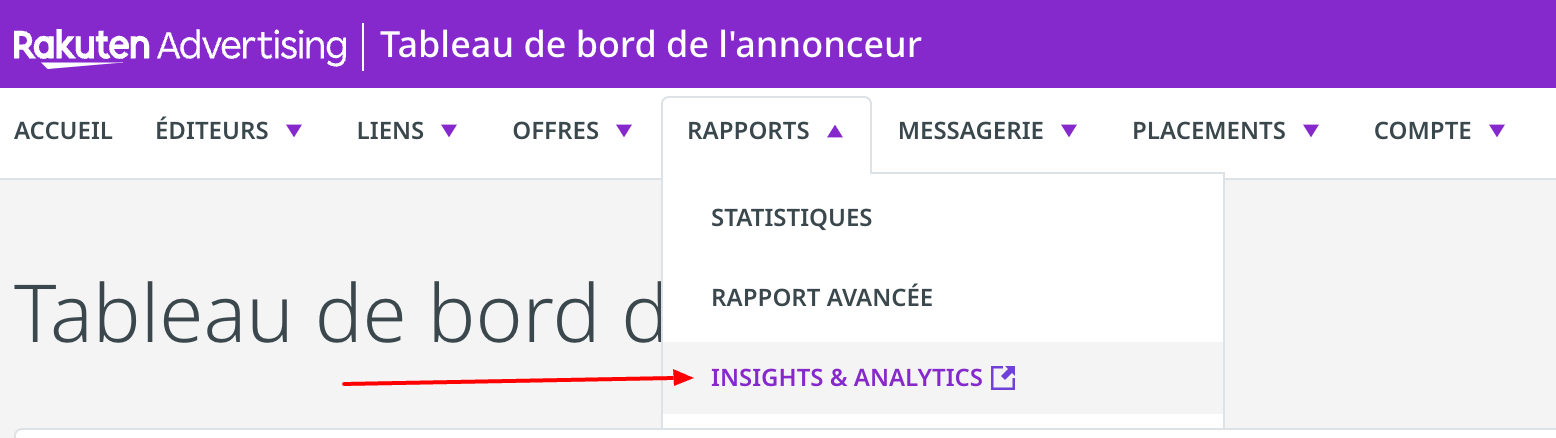 Rakuten Advertising | Tableau de bord de l'annonceur
ACCUEIL ÉDITEURS LIENS OFFRES RAPPORTS MESSAGERIE PLACEMENTS COMPTE
STATISTIQUES
RAPPORT AVANCÉE
Tableau de bord d
INSIGHTS & ANALYTICS